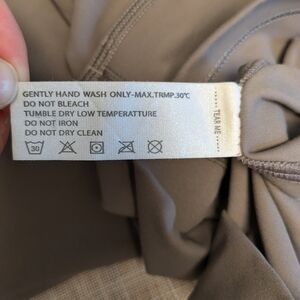 GENTLY HAND WASH ONLY-MAX.TRMP.30℃
DO NOT BLEACH
TUMBLE DRY LOW TEMPERATTURE
DO NOT IRON
DO NOT DRY CLEAN
30
TEAR ME